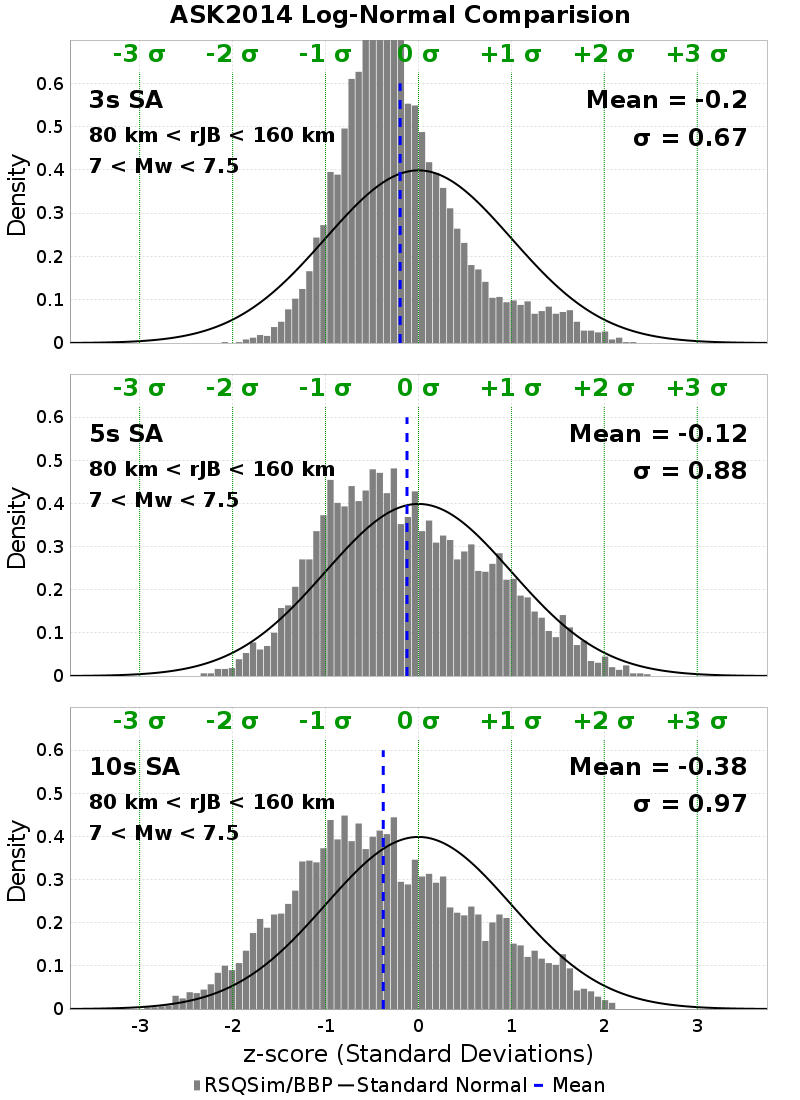 ASK2014 Log-Normal Comparision
-3 σ -2 σ -1 σ 0 σ +1 σ +2 σ +3 σ
3s SA
Mean = -0.2
80 km < rJB < 160 km
σ = 0.67
7 < Mw < 7.5
0.6
0.5
0.4
0.3
0.2
0.1
0
Density
-3 σ -2 σ -1 σ 0 σ +1 σ +2 σ +3 σ
5s SA
Mean = -0.12
80 km < rJB < 160 km
σ = 0.88
7 < Mw < 7.5
0.6
0.5
0.4
0.3
0.2
0.1
0
Density
-3 σ -2 σ -1 σ 0 σ +1 σ +2 σ +3 σ
10s SA
Mean = -0.38
80 km < rJB < 160 km
σ = 0.97
7 < Mw < 7.5
0.6
0.5
0.4
0.3
0.2
0.1
0
Density
-3 -2 -1 0 1 2 3
z-score (Standard Deviations)
RSQSim/BBP Standard Normal Mean